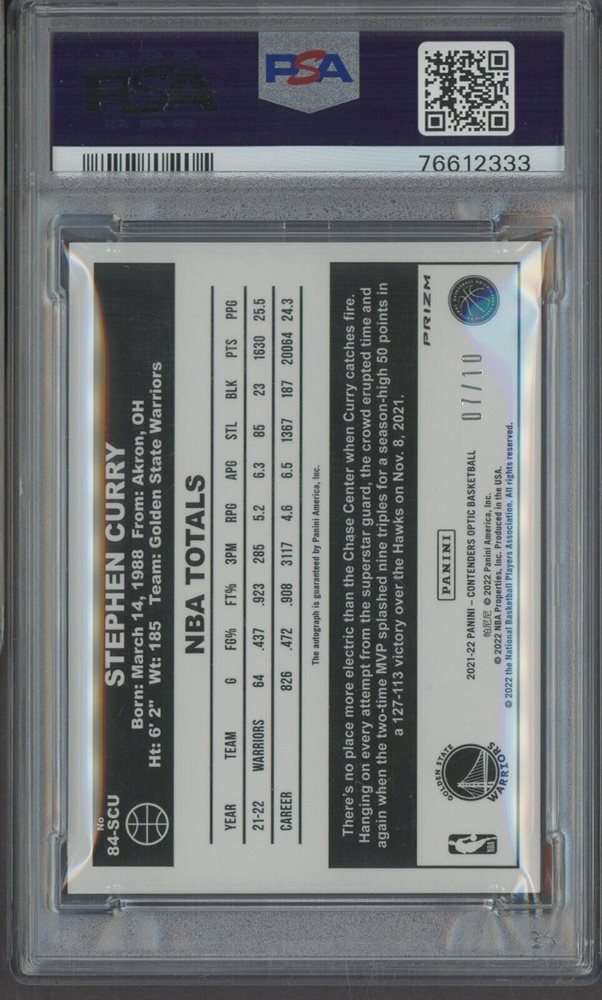 PSA
PSA
76612333
No
84-SCU
STEPHEN CURRY
Born: March 14, 1988 From: Akron, OH
Ht: 6' 2" Wt: 185 Team: Golden State Warriors
NBA TOTALS
YEAR TEAM G FG% FT% 3PM RPG APG STL BLK PTS PPG
21-22 WARRIORS 64 .437 .923 285 5.2 6.3 85 23 1630 25.5
CAREER 826 .472 .908 3117 4.6 6.5 1367 187 20064 24.3
The autograph is guaranteed by Panini America, Inc.
There's no place more electric than the Chase Center when Curry catches fire.
Hanging on every attempt from the superstar guard, the crowd erupted time and
again when the two-time MVP splashed nine triples for a season-high 50 points in
a 127-113 victory over the Hawks on Nov. 8, 2021.
PRIZM
07/10
GOLDEN STATE
WARRIORS
NBA
PANINI
2021-22 PANINI – CONTENDERS OPTIC BASKETBALL
帕尼尼 © 2022 Panini America, Inc.
© 2022 NBA Properties, Inc. Produced in the USA.
© 2022 the National Basketball Players Association. All rights reserved.